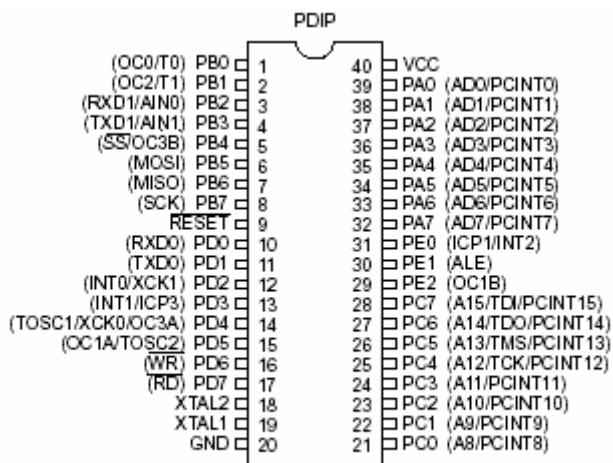 PDIP
(OC0/T0) PB0 1 40 VCC
(OC2/T1) PB1 2 39 PA0 (AD0/PCINT0)
(RXD1/AIN0) PB2 3 38 PA1 (AD1/PCINT1)
(TXD1/AIN1) PB3 4 37 PA2 (AD2/PCINT2)
(SS/OC3B) PB4 5 36 PA3 (AD3/PCINT3)
(MOSI) PB5 6 35 PA4 (AD4/PCINT4)
(MISO) PB6 7 34 PA5 (AD5/PCINT5)
(SCK) PB7 8 33 PA6 (AD6/PCINT6)
RESET 9 32 PA7 (AD7/PCINT7)
(RXD0) PD0 10 31 PE0 (ICP1/INT2)
(TXD0) PD1 11 30 PE1 (ALE)
(INT0/XCK1) PD2 12 29 PE2 (OC1B)
(INT1/ICP3) PD3 13 28 PC7 (A15/TDI/PCINT15)
(TOSC1/XCK0/OC3A) PD4 14 27 PC6 (A14/TDO/PCINT14)
(OC1A/TOSC2) PD5 15 26 PC5 (A13/TMS/PCINT13)
(WR) PD6 16 25 PC4 (A12/TCK/PCINT12)
(RD) PD7 17 24 PC3 (A11/PCINT11)
XTAL2 18 23 PC2 (A10/PCINT10)
XTAL1 19 22 PC1 (A9/PCINT9)
GND 20 21 PC0 (A8/PCINT8)